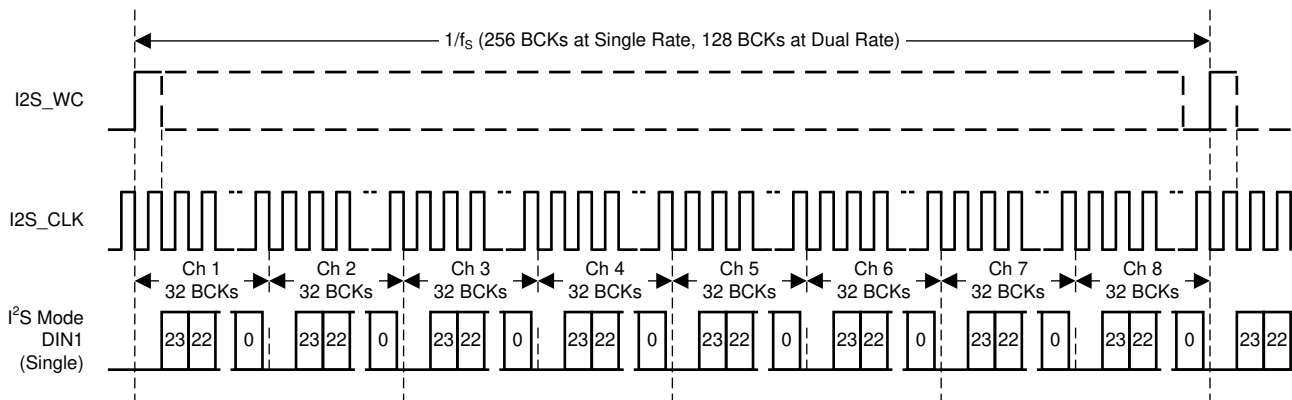 1/fS (256 BCKs at Single Rate, 128 BCKs at Dual Rate)
I2S_WC
I2S_CLK
Ch 1 Ch 2 Ch 3 Ch 4 Ch 5 Ch 6 Ch 7 Ch 8
32 BCKs 32 BCKs 32 BCKs 32 BCKs 32 BCKs 32 BCKs 32 BCKs 32 BCKs
I²S Mode
DIN1
(Single)
23 22 0 23 22 0 23 22 0 23 22 0 23 22 0 23 22 0 23 22 0 23 22 0 23 22